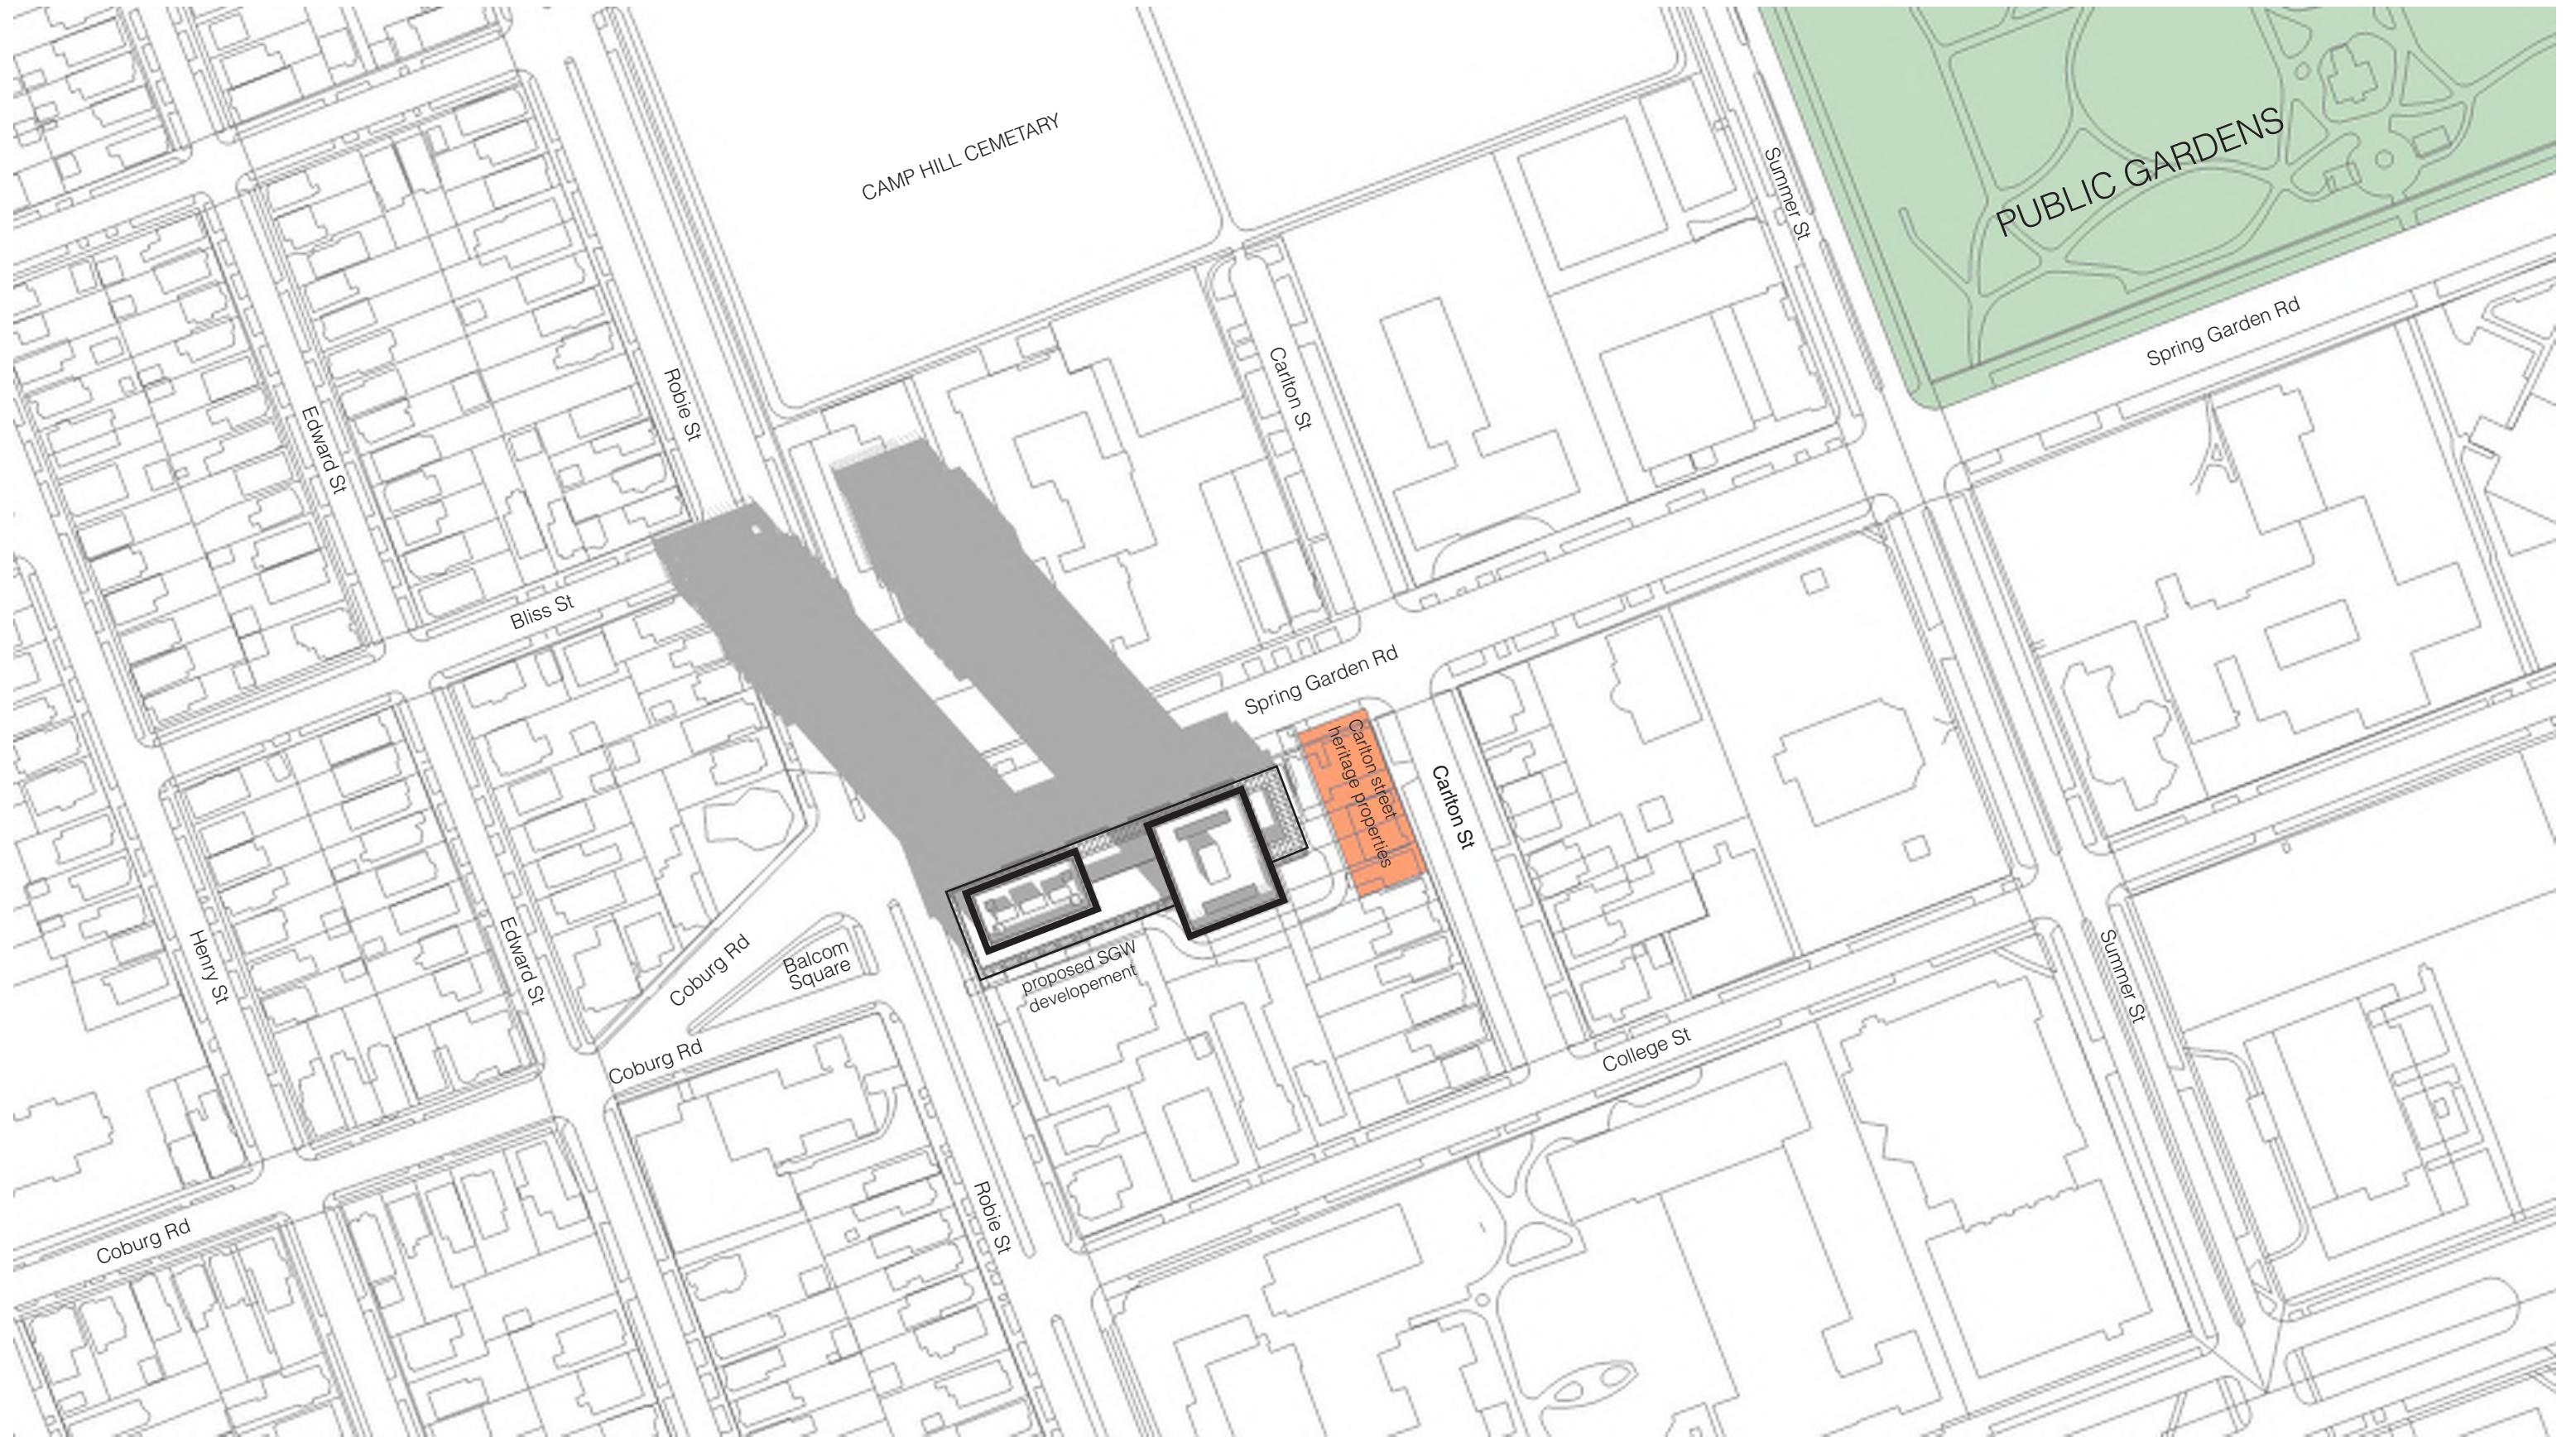 CAMP HILL CEMETARY
PUBLIC GARDENS
Summer St
Spring Garden Rd
Robie St
Carlton St
Edward St
Bliss St
Spring Garden Rd
Carlton street
heritage properties
Carlton St
Henry St
Edward St
Coburg Rd
Balcom
Square
proposed SGW
developement
Summer St
Coburg Rd
College St
Robie St
Coburg Rd